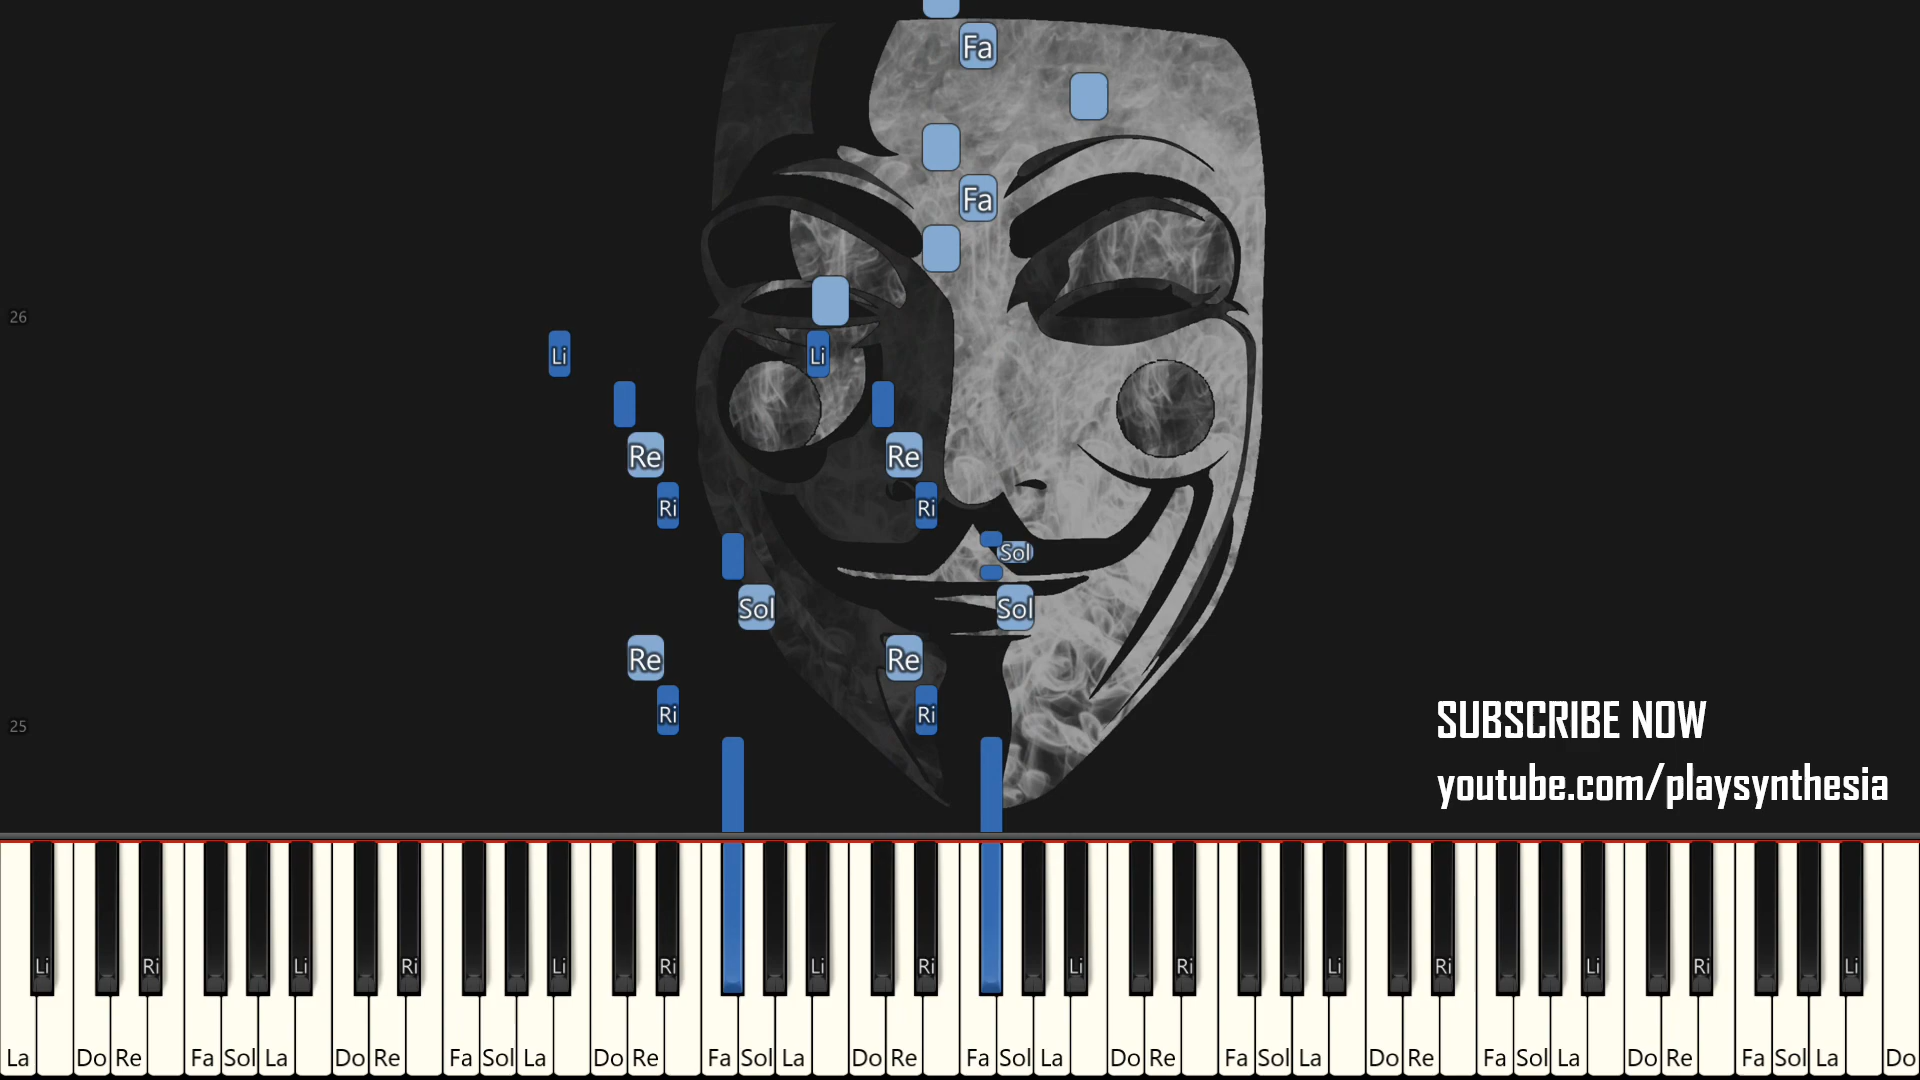 Fa
Fa
26
Li Li
Re Re
Ri Ri
Sol
Sol Sol
Re Re
Ri Ri
25
SUBSCRIBE NOW
youtube.com/playsynthesia
Li Ri Li Ri Li Ri Li Ri Li Ri Li Ri Li Ri Li
La Do Re Fa Sol La Do Re Fa Sol La Do Re Fa Sol La Do Re Fa Sol La Do Re Fa Sol La Do Re Fa Sol La Do Re Fa Sol La Do